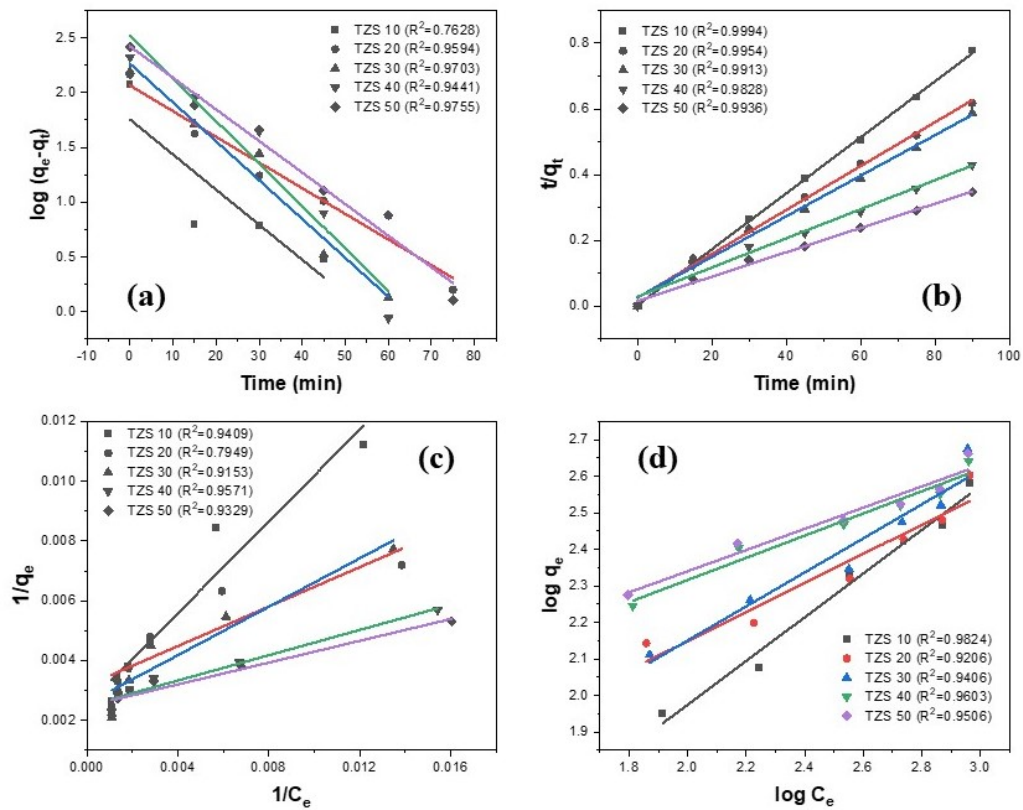 TZS 10 (R²=0.7628)
TZS 20 (R²=0.9594)
TZS 30 (R²=0.9703)
TZS 40 (R²=0.9441)
TZS 50 (R²=0.9755)
2.5
2.0
1.5
1.0
0.5
0.0
log (qₑ-qₜ)
(a)
-10 0 10 20 30 40 50 60 70 80
Time (min)
TZS 10 (R²=0.9994)
TZS 20 (R²=0.9954)
TZS 30 (R²=0.9913)
TZS 40 (R²=0.9828)
TZS 50 (R²=0.9936)
0.8
0.6
0.4
0.2
0.0
t/qₜ
(b)
0 20 40 60 80 100
Time (min)
TZS 10 (R²=0.9409)
TZS 20 (R²=0.7949)
TZS 30 (R²=0.9153)
TZS 40 (R²=0.9571)
TZS 50 (R²=0.9329)
(c)
0.012
0.010
0.008
0.006
0.004
0.002
1/qₑ
0.000 0.004 0.008 0.012 0.016
1/Cₑ
(d)
2.7
2.6
2.5
2.4
2.3
2.2
2.1
2.0
1.9
log qₑ
TZS 10 (R²=0.9824)
TZS 20 (R²=0.9206)
TZS 30 (R²=0.9406)
TZS 40 (R²=0.9603)
TZS 50 (R²=0.9506)
1.8 2.0 2.2 2.4 2.6 2.8 3.0
log Cₑ